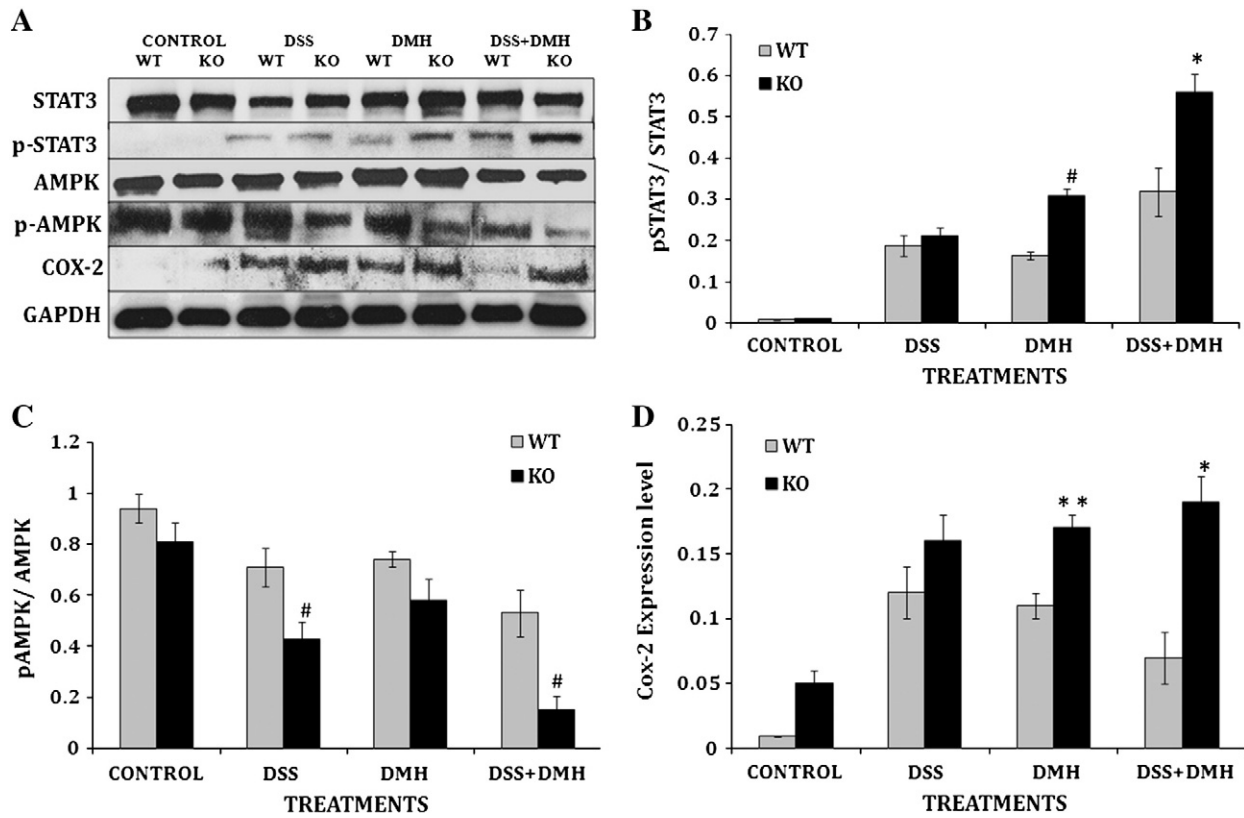 A
CONTROL DSS DMH DSS+DMH
WT KO WT KO WT KO WT KO
STAT3
p-STAT3
AMPK
p-AMPK
COX-2
GAPDH
B
pSTAT3/ STAT3
0.7
0.6
0.5
0.4
0.3
0.2
0.1
0
WT
KO
#
*
CONTROL DSS DMH DSS+DMH
TREATMENTS
C
pAMPK/ AMPK
1.2
1
0.8
0.6
0.4
0.2
0
WT
KO
#
#
CONTROL DSS DMH DSS+DMH
TREATMENTS
D
Cox-2 Expression level
0.25
0.2
0.15
0.1
0.05
0
WT
KO
* *
*
CONTROL DSS DMH DSS+DMH
TREATMENTS